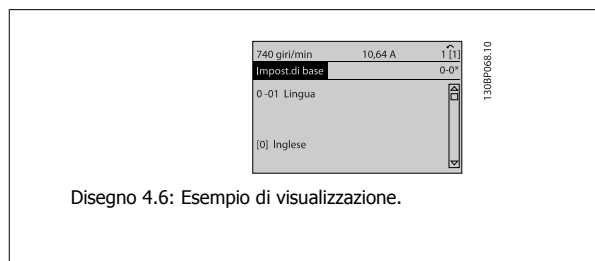 740 giri/min 10,64 A 1 [1]
Impost.di base 0-0*
0 -01 Lingua
[0] Inglese
130BP068.10
Disegno 4.6: Esempio di visualizzazione.